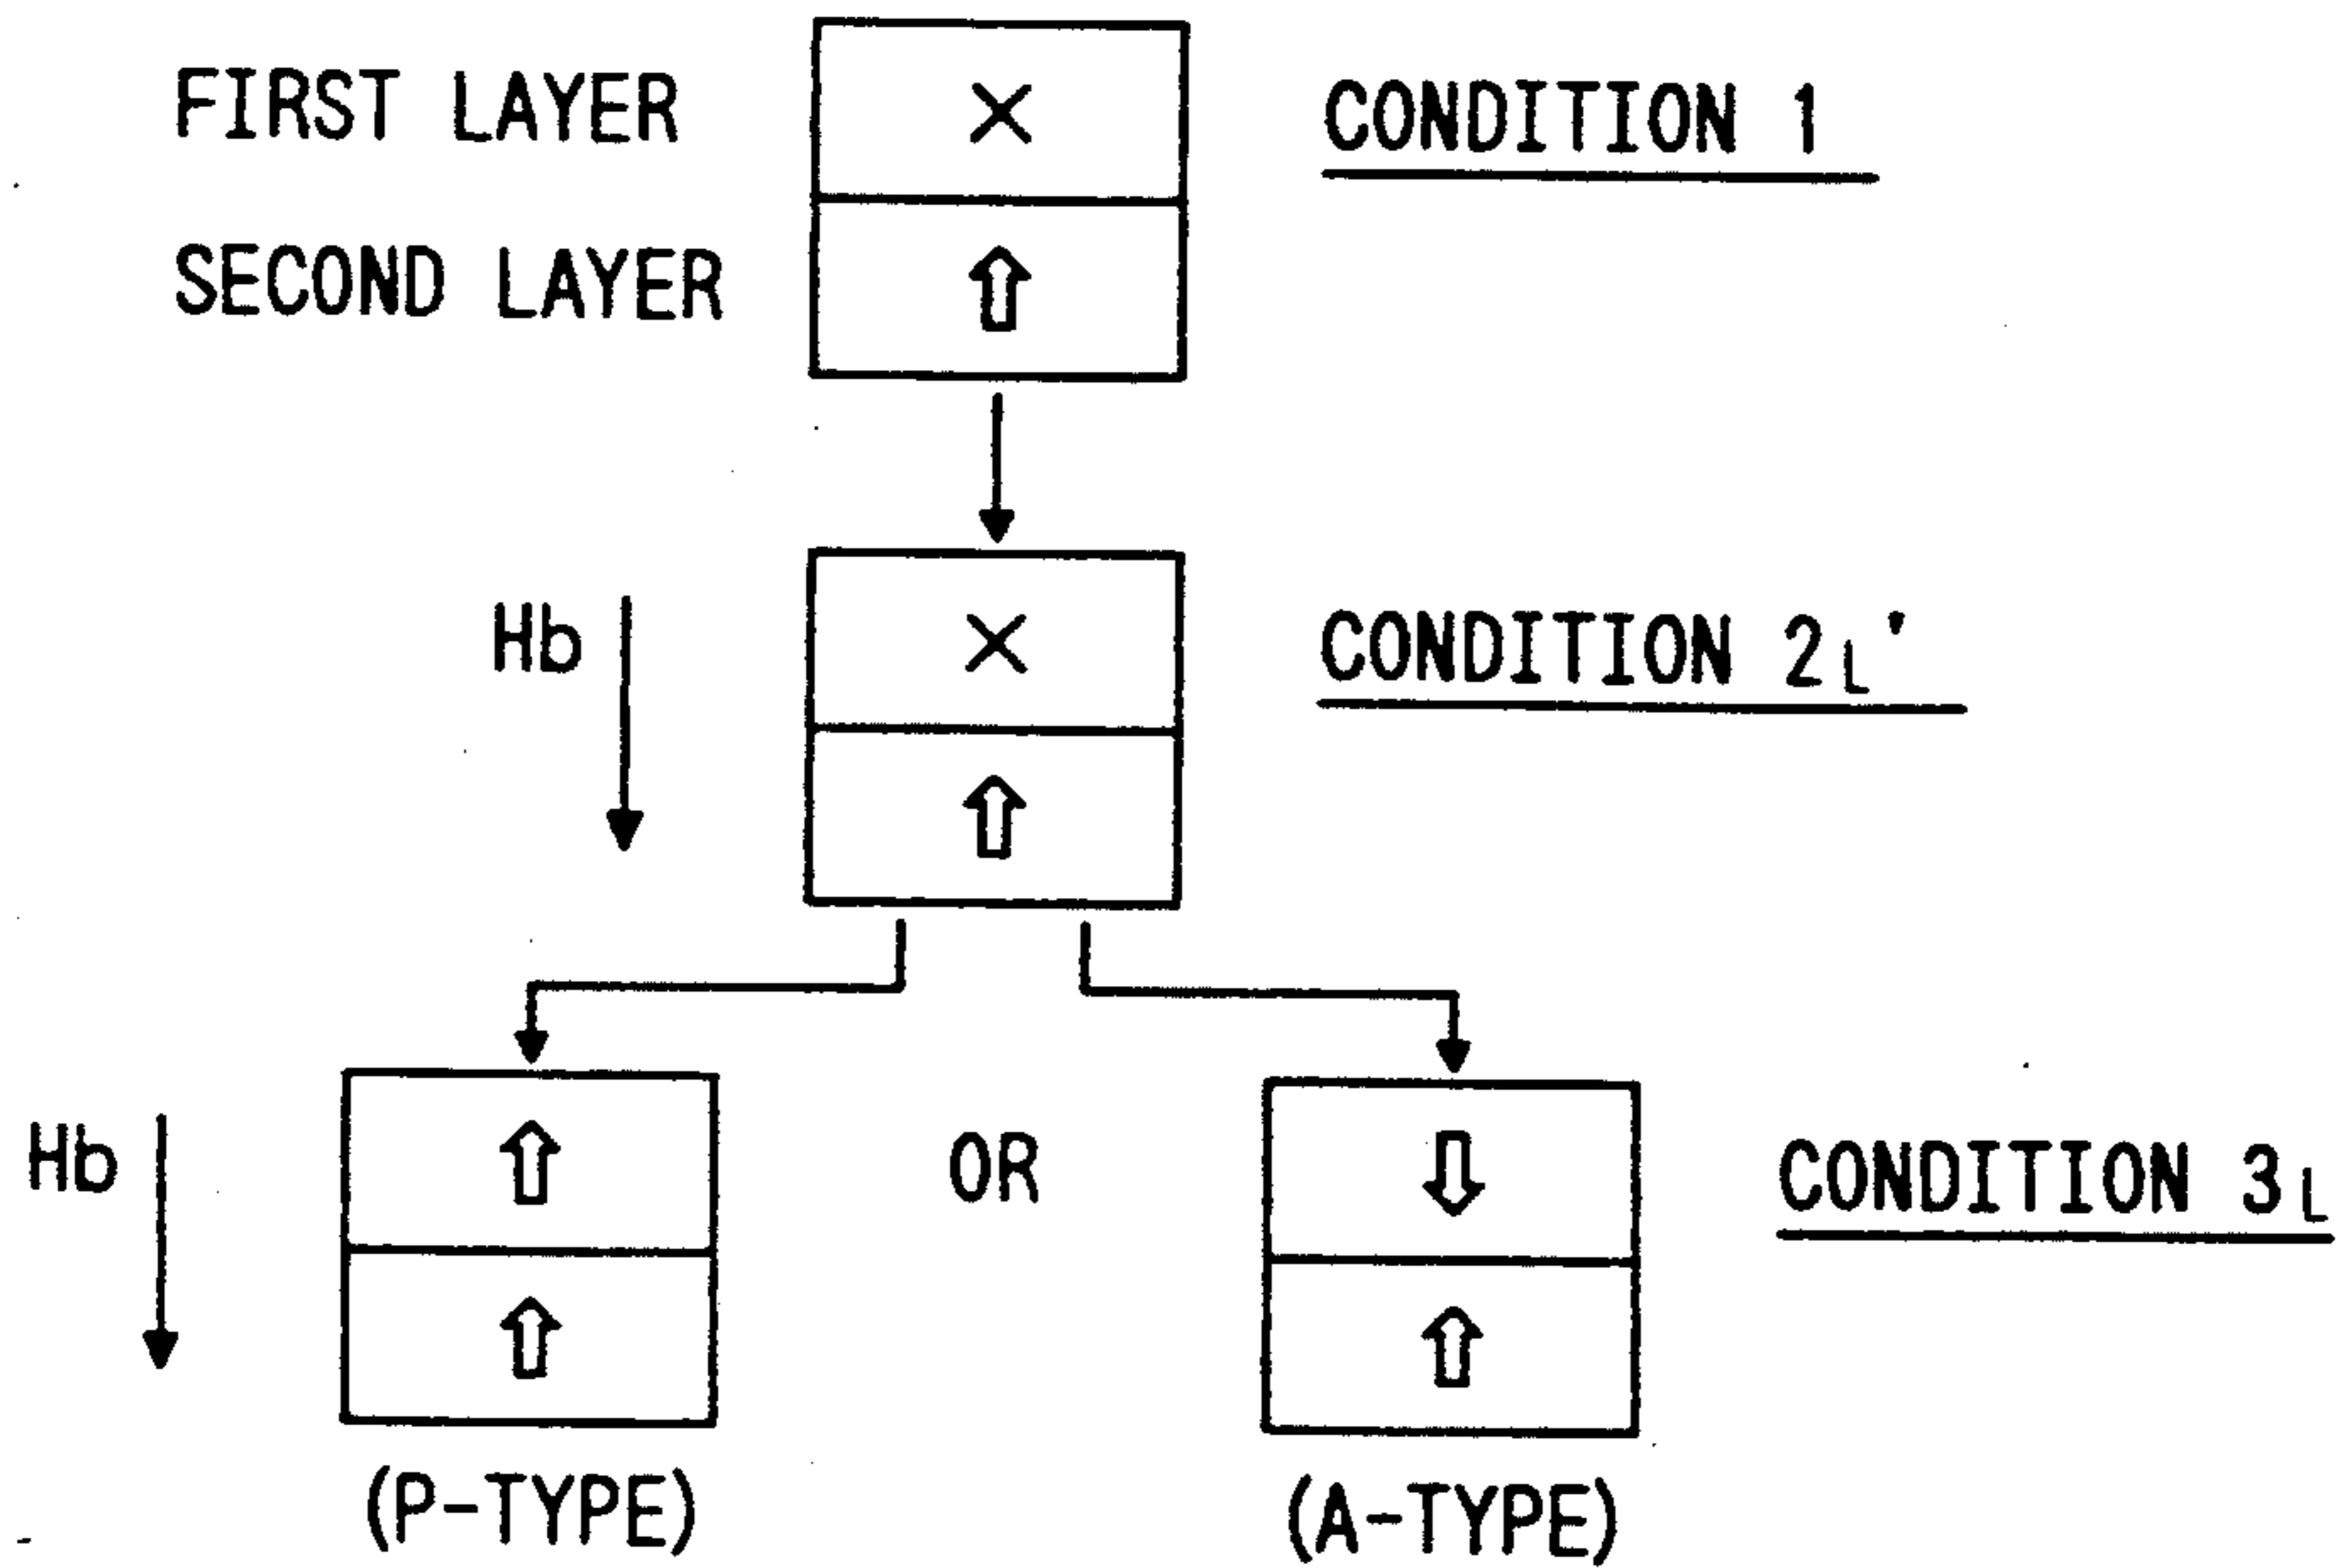 FIRST LAYER
CONDITION 1
SECOND LAYER
Hb
CONDITION 2L'
Hb
OR
CONDITION 3L
(P-TYPE)
(A-TYPE)